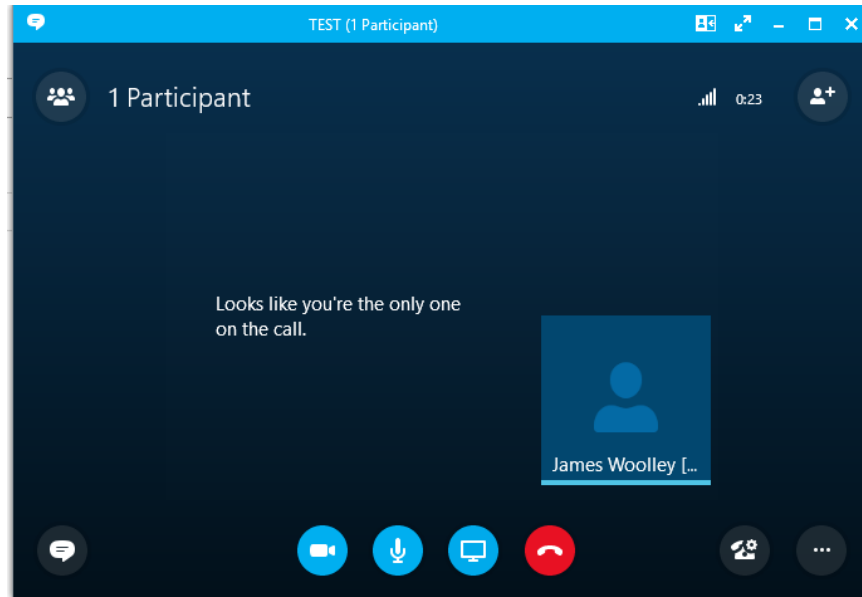 TEST (1 Participant)
1 Participant
0:23
Looks like you're the only one
on the call.
James Woolley [...